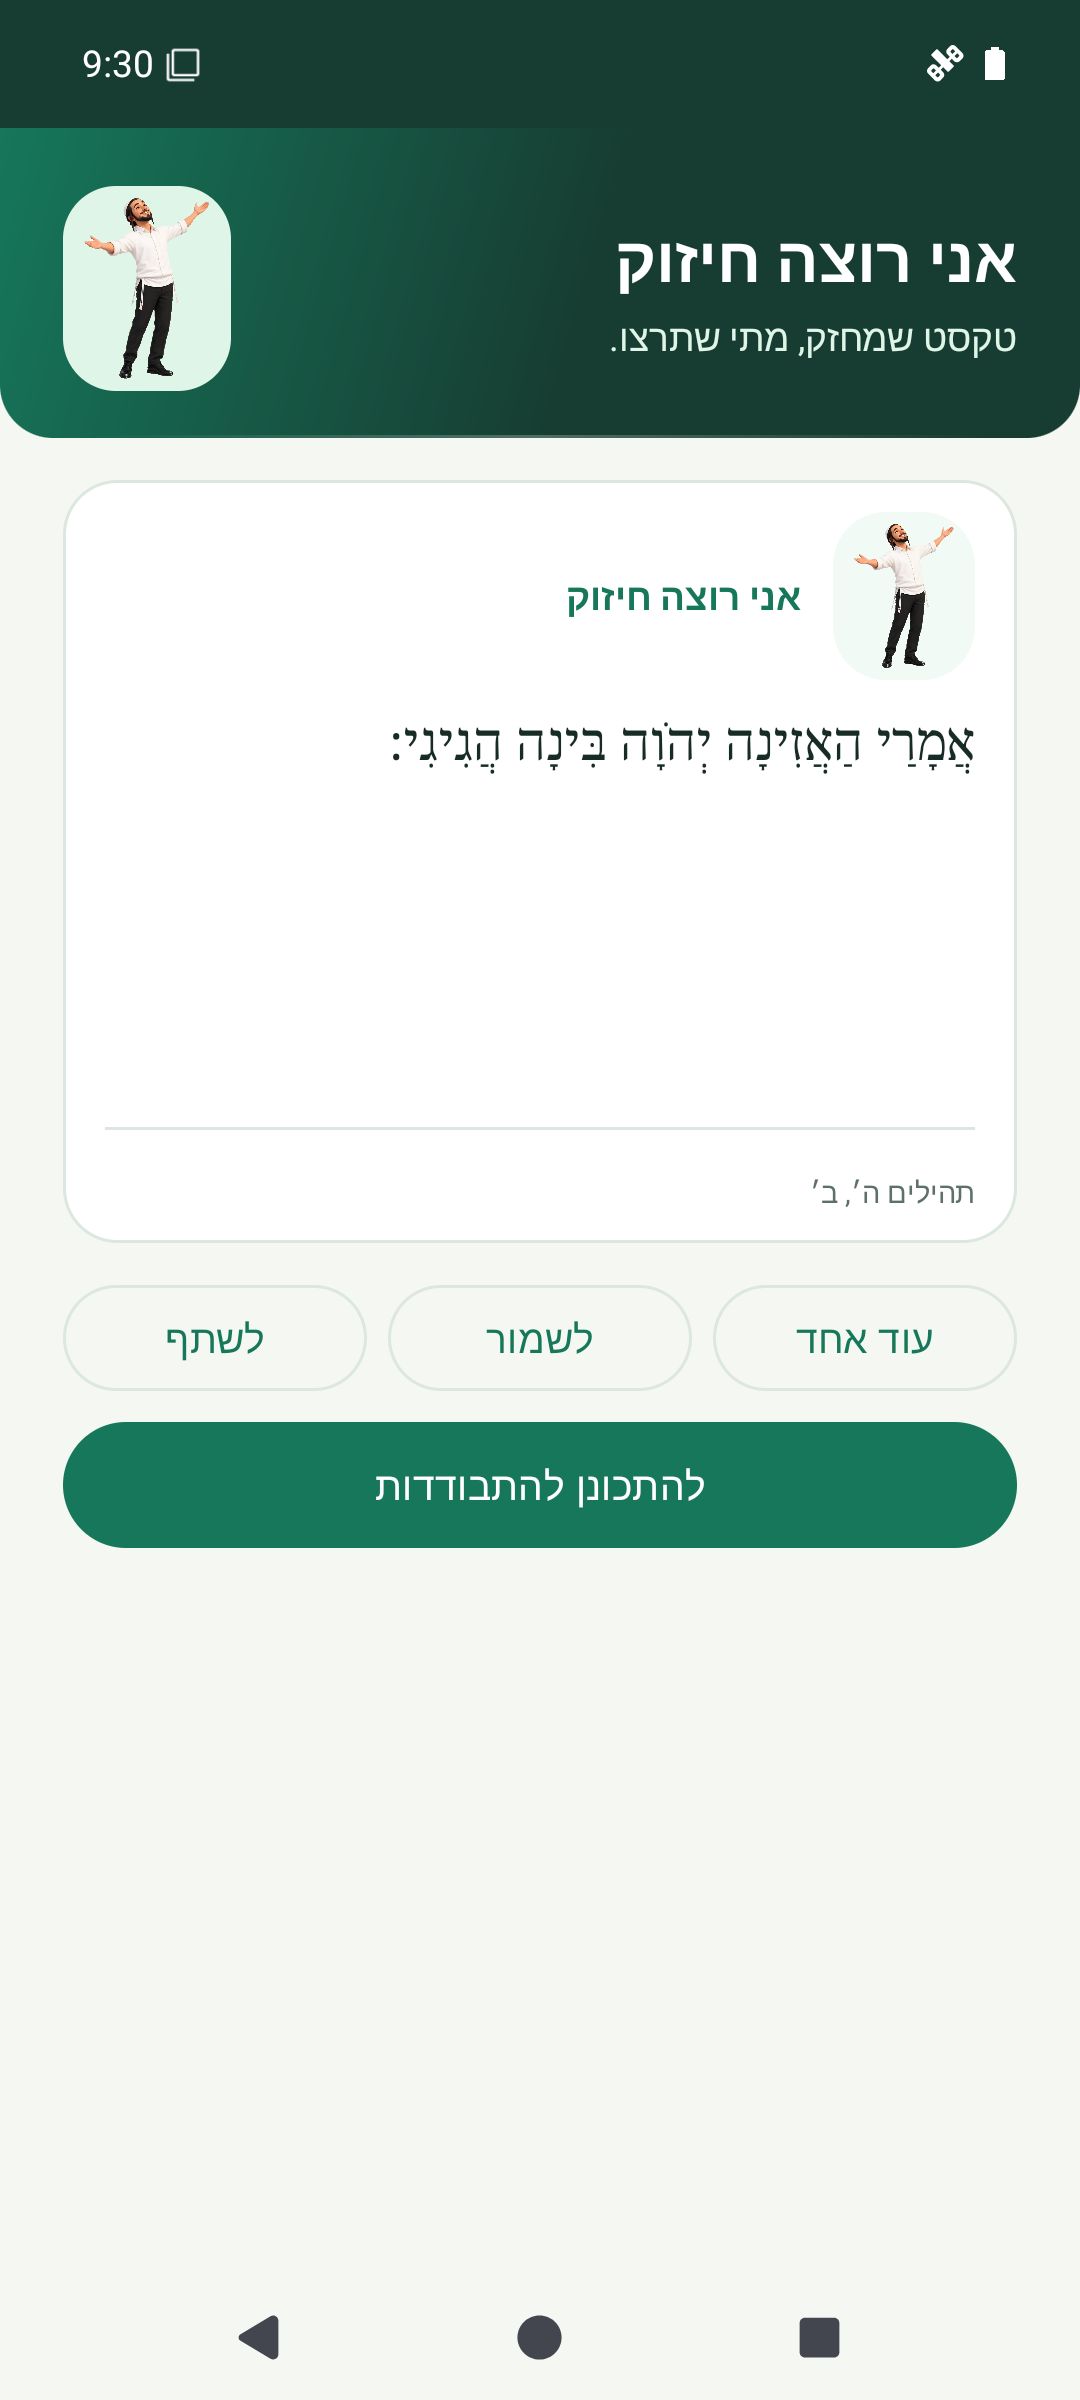 9:30
אני רוצה חיזוק
טקסט שמחזק, מתי שתרצו.
אני רוצה חיזוק
אֲמָרַי הַאֲזִינָה יְהֹוָה בִּינָה הֲגִיגִי:
תהילים ה׳, ב׳
עוד אחד
לשמור
לשתף
להתכונן להתבודדות